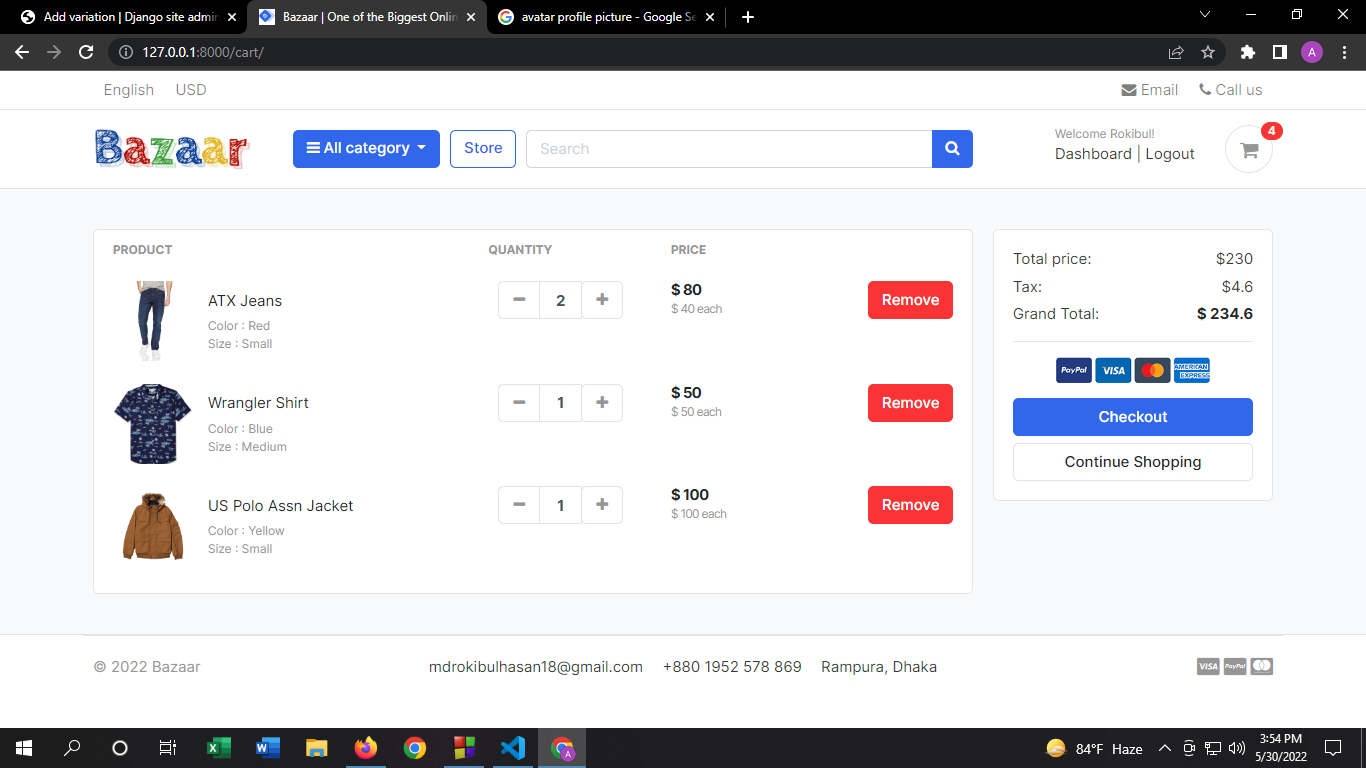 Add variation | Django site admin
Bazaar | One of the Biggest Onlin
avatar profile picture - Google Se
127.0.0.1:8000/cart/
A
English USD
Email Call us
Bazaar
All category
Store
Search
Welcome Rokibul!
Dashboard | Logout
4
PRODUCT QUANTITY PRICE
ATX Jeans
Color : Red
Size : Small
2
$ 80
$ 40 each
Remove
Wrangler Shirt
Color : Blue
Size : Medium
1
$ 50
$ 50 each
Remove
US Polo Assn Jacket
Color : Yellow
Size : Small
1
$ 100
$ 100 each
Remove
Total price: $230
Tax: $4.6
Grand Total: $ 234.6
PayPal VISA AMERICAN EXPRESS
Checkout
Continue Shopping
© 2022 Bazaar
mdrokibulhasan18@gmail.com +880 1952 578 869 Rampura, Dhaka
VISA PayPal
84°F Haze
3:54 PM
5/30/2022